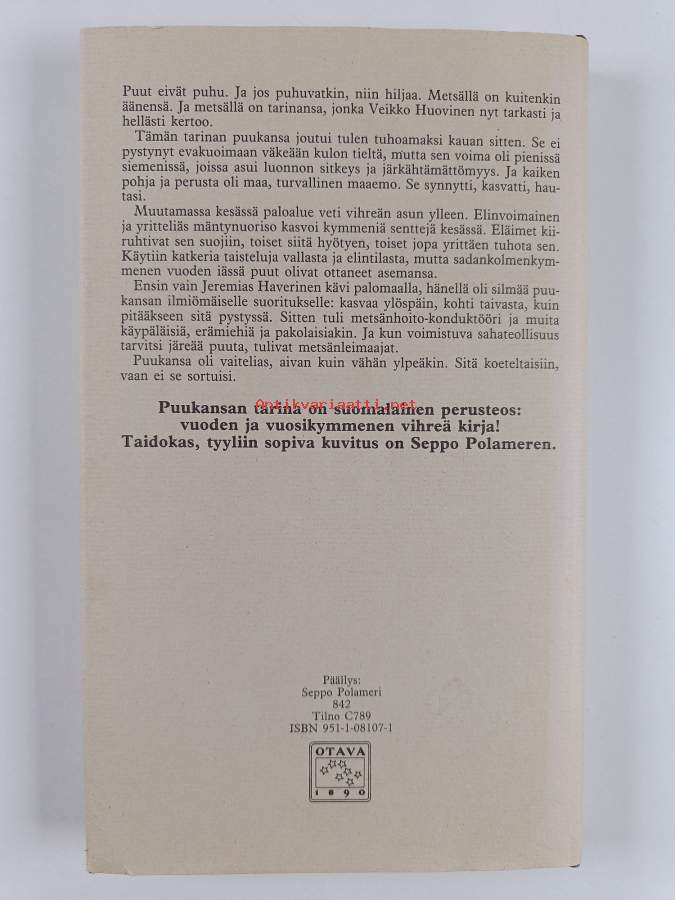 Puut eivät puhu. Ja jos puhuvatkin, niin hiljaa. Metsällä on kuitenkin
äänensä. Ja metsällä on tarinansa, jonka Veikko Huovinen nyt tarkasti ja
hellästi kertoo.
Tämän tarinan puukansa joutui tulen tuhoamaksi kauan sitten. Se ei
pystynyt evakuoimaan väkeään kulon tieltä, mutta sen voima oli pienissä
siemenissä, joissa asui luonnon sitkeys ja järkähtämättömyys. Ja kaiken
pohja ja perusta oli maa, turvallinen maaemo. Se synnytti, kasvatti, hau-
tasi.
Muutamassa kesässä paloalue veti vihreän asun ylleen. Elinvoimainen
ja yritteliäs mäntynuoriso kasvoi kymmeniä senttejä kesässä. Eläimet kii-
ruhtivat sen suojiin, toiset siitä hyötyen, toiset jopa yrittäen tuhota sen.
Käytiin katkeria taisteluja vallasta ja elintilasta, mutta sadankolmenkym-
menen vuoden iässä puut olivat ottaneet asemansa.
Ensin vain Jeremias Haverinen kävi palomaalla, hänellä oli silmää puu-
kansan ilmiömäiselle suoritukselle: kasvaa ylöspäin, kohti taivasta, kuin
pitääkseen sitä pystyssä. Sitten tuli metsänhoito-konduktööri ja muita
käypäläisiä, erämiehiä ja pakolaisiakin. Ja kun voimistuva sahateollisuus
tarvitsi järeää puuta, tulivat metsänleimaajat.
Puukansa oli vaitelias, aivan kuin vähän ylpeäkin. Sitä koeteltaisiin,
vaan ei se sortuisi.
Antikvariaatti.net
Puukansan tarina on suomalainen perusteos:
vuoden ja vuosikymmenen vihreä kirja!
Taidokas, tyyliin sopiva kuvitus on Seppo Polameren.
Päällys:
Seppo Polameri
842
Tilno C789
ISBN 951-1-08107-1
OTAVA
1890